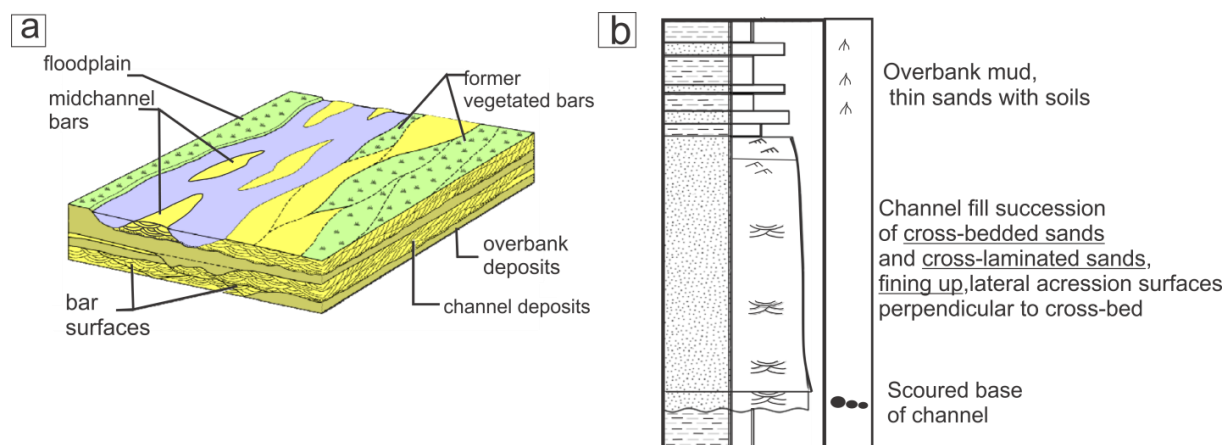 a
floodplain
midchannel
bars
former
vegetated bars
overbank
deposits
channel deposits
bar
surfaces
b
Overbank mud,
thin sands with soils
Channel fill succession
of cross-bedded sands
and cross-laminated sands,
fining up,lateral acression surfaces
perpendicular to cross-bed
Scoured base
of channel